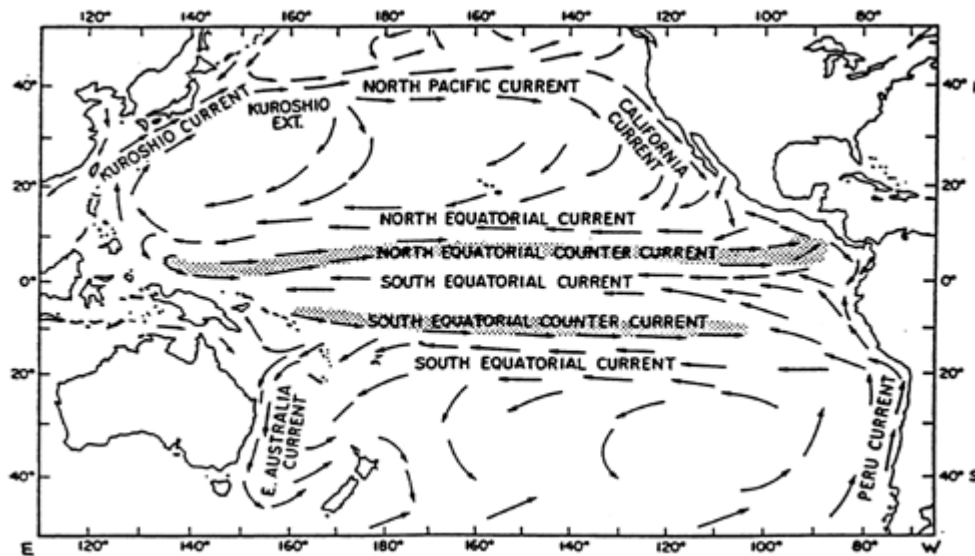 120° 140° 160° 180° 160° 140° 120° 100° 80°
40°
NORTH PACIFIC CURRENT
KUROSHIO CURRENT
KUROSHIO
EXT.
CALIFORNIA
CURRENT
20° 20°
NORTH EQUATORIAL CURRENT
NORTH EQUATORIAL COUNTER CURRENT
0° SOUTH EQUATORIAL CURRENT 0°
SOUTH EQUATORIAL COUNTER CURRENT
SOUTH EQUATORIAL CURRENT
20° 20°
E. AUSTRALIA
CURRENT
PERU CURRENT
40° 40° S
120° 140° 160° 180° 160° 140° 120° 100° 80°
E W